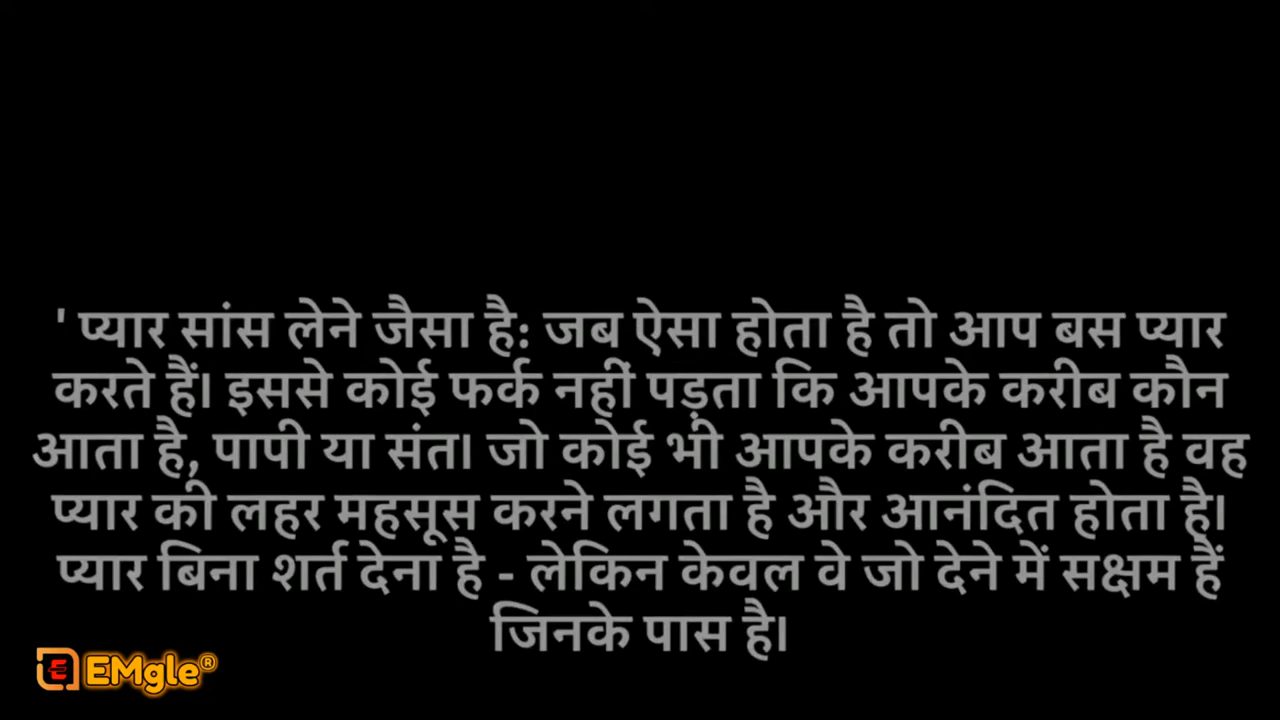 ' प्यार सांस लेने जैसा है: जब ऐसा होता है तो आप बस प्यार
करते हैं। इससे कोई फर्क नहीं पड़ता कि आपके करीब कौन
आता है, पापी या संत। जो कोई भी आपके करीब आता है वह
प्यार की लहर महसूस करने लगता है और आनंदित होता है।
प्यार बिना शर्त देना है - लेकिन केवल वे जो देने में सक्षम हैं
जिनके पास है।
EMgle®